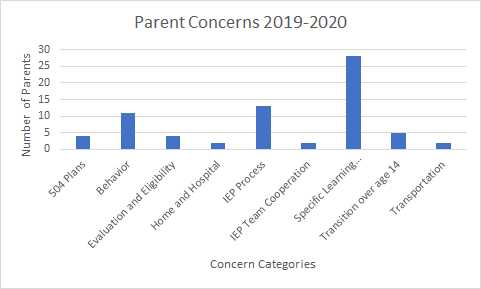 Parent Concerns 2019-2020
Number of Parents
30
25
20
15
10
5
0
504 Plans
Behavior
Evaluation and Eligibility
Home and Hospital
IEP Process
IEP Team Cooperation
Specific Learning...
Transition over age 14
Transportation
Concern Categories